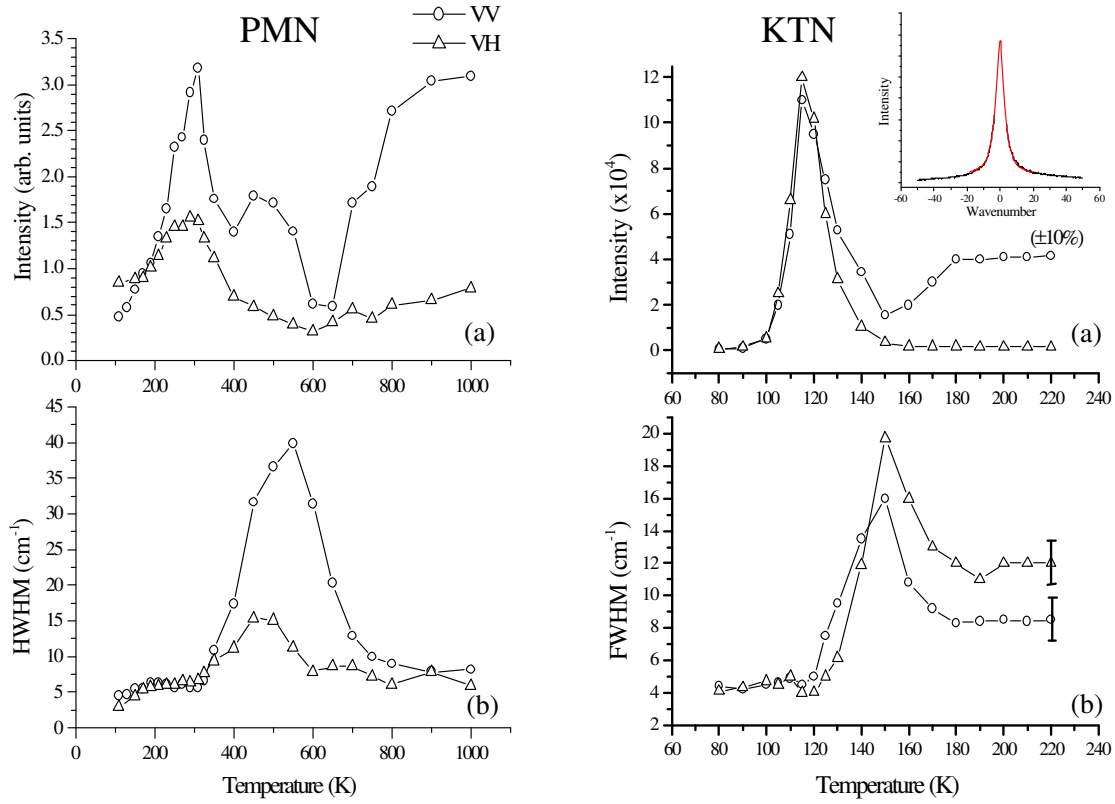 PMN
VV
VH
3.5
3.0
2.5
2.0
1.5
1.0
0.5
0.0
Intensity (arb. units)
(a)
0 200 400 600 800 1000
45
40
35
30
25
20
15
10
5
0
HWHM (cm-1)
(b)
0 200 400 600 800 1000
Temperature (K)
KTN
12
10
8
6
4
2
0
Intensity (x10^4)
Intensity
-60 -40 -20 0 20 40 60
Wavenumber
(±10%)
(a)
60 80 100 120 140 160 180 200 220 240
20
18
16
14
12
10
8
6
4
2
FWHM (cm-1)
(b)
60 80 100 120 140 160 180 200 220 240
Temperature (K)